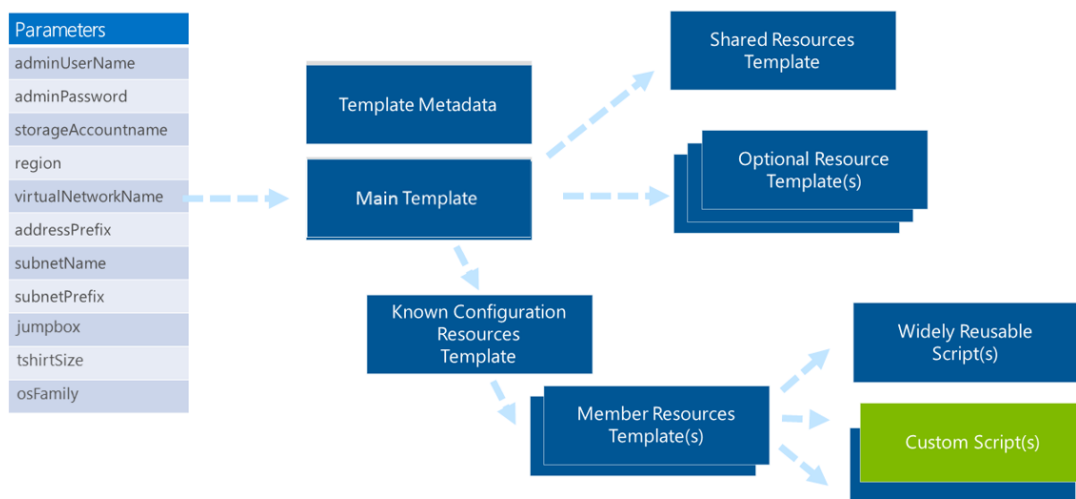 Parameters
adminUserName
adminPassword
storageAccountname
region
virtualNetworkName
addressPrefix
subnetName
subnetPrefix
jumpbox
tshirtSize
osFamily
Template Metadata
Main Template
Shared Resources
Template
Optional Resource
Template(s)
Known Configuration
Resources
Template
Member Resources
Template(s)
Widely Reusable
Script(s)
Custom Script(s)